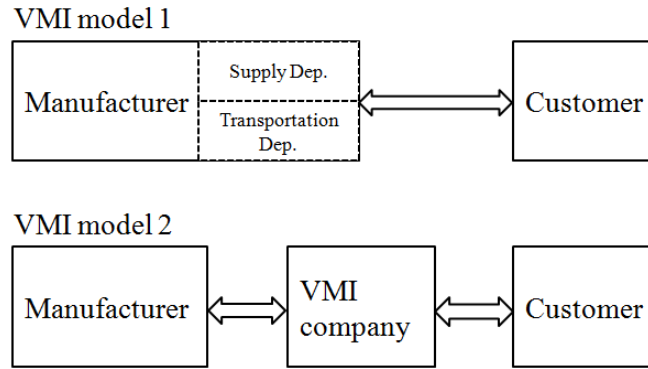 VMI model 1
Manufacturer
Supply Dep.
Transportation
Dep.
Customer
VMI model 2
Manufacturer
VMI
company
Customer